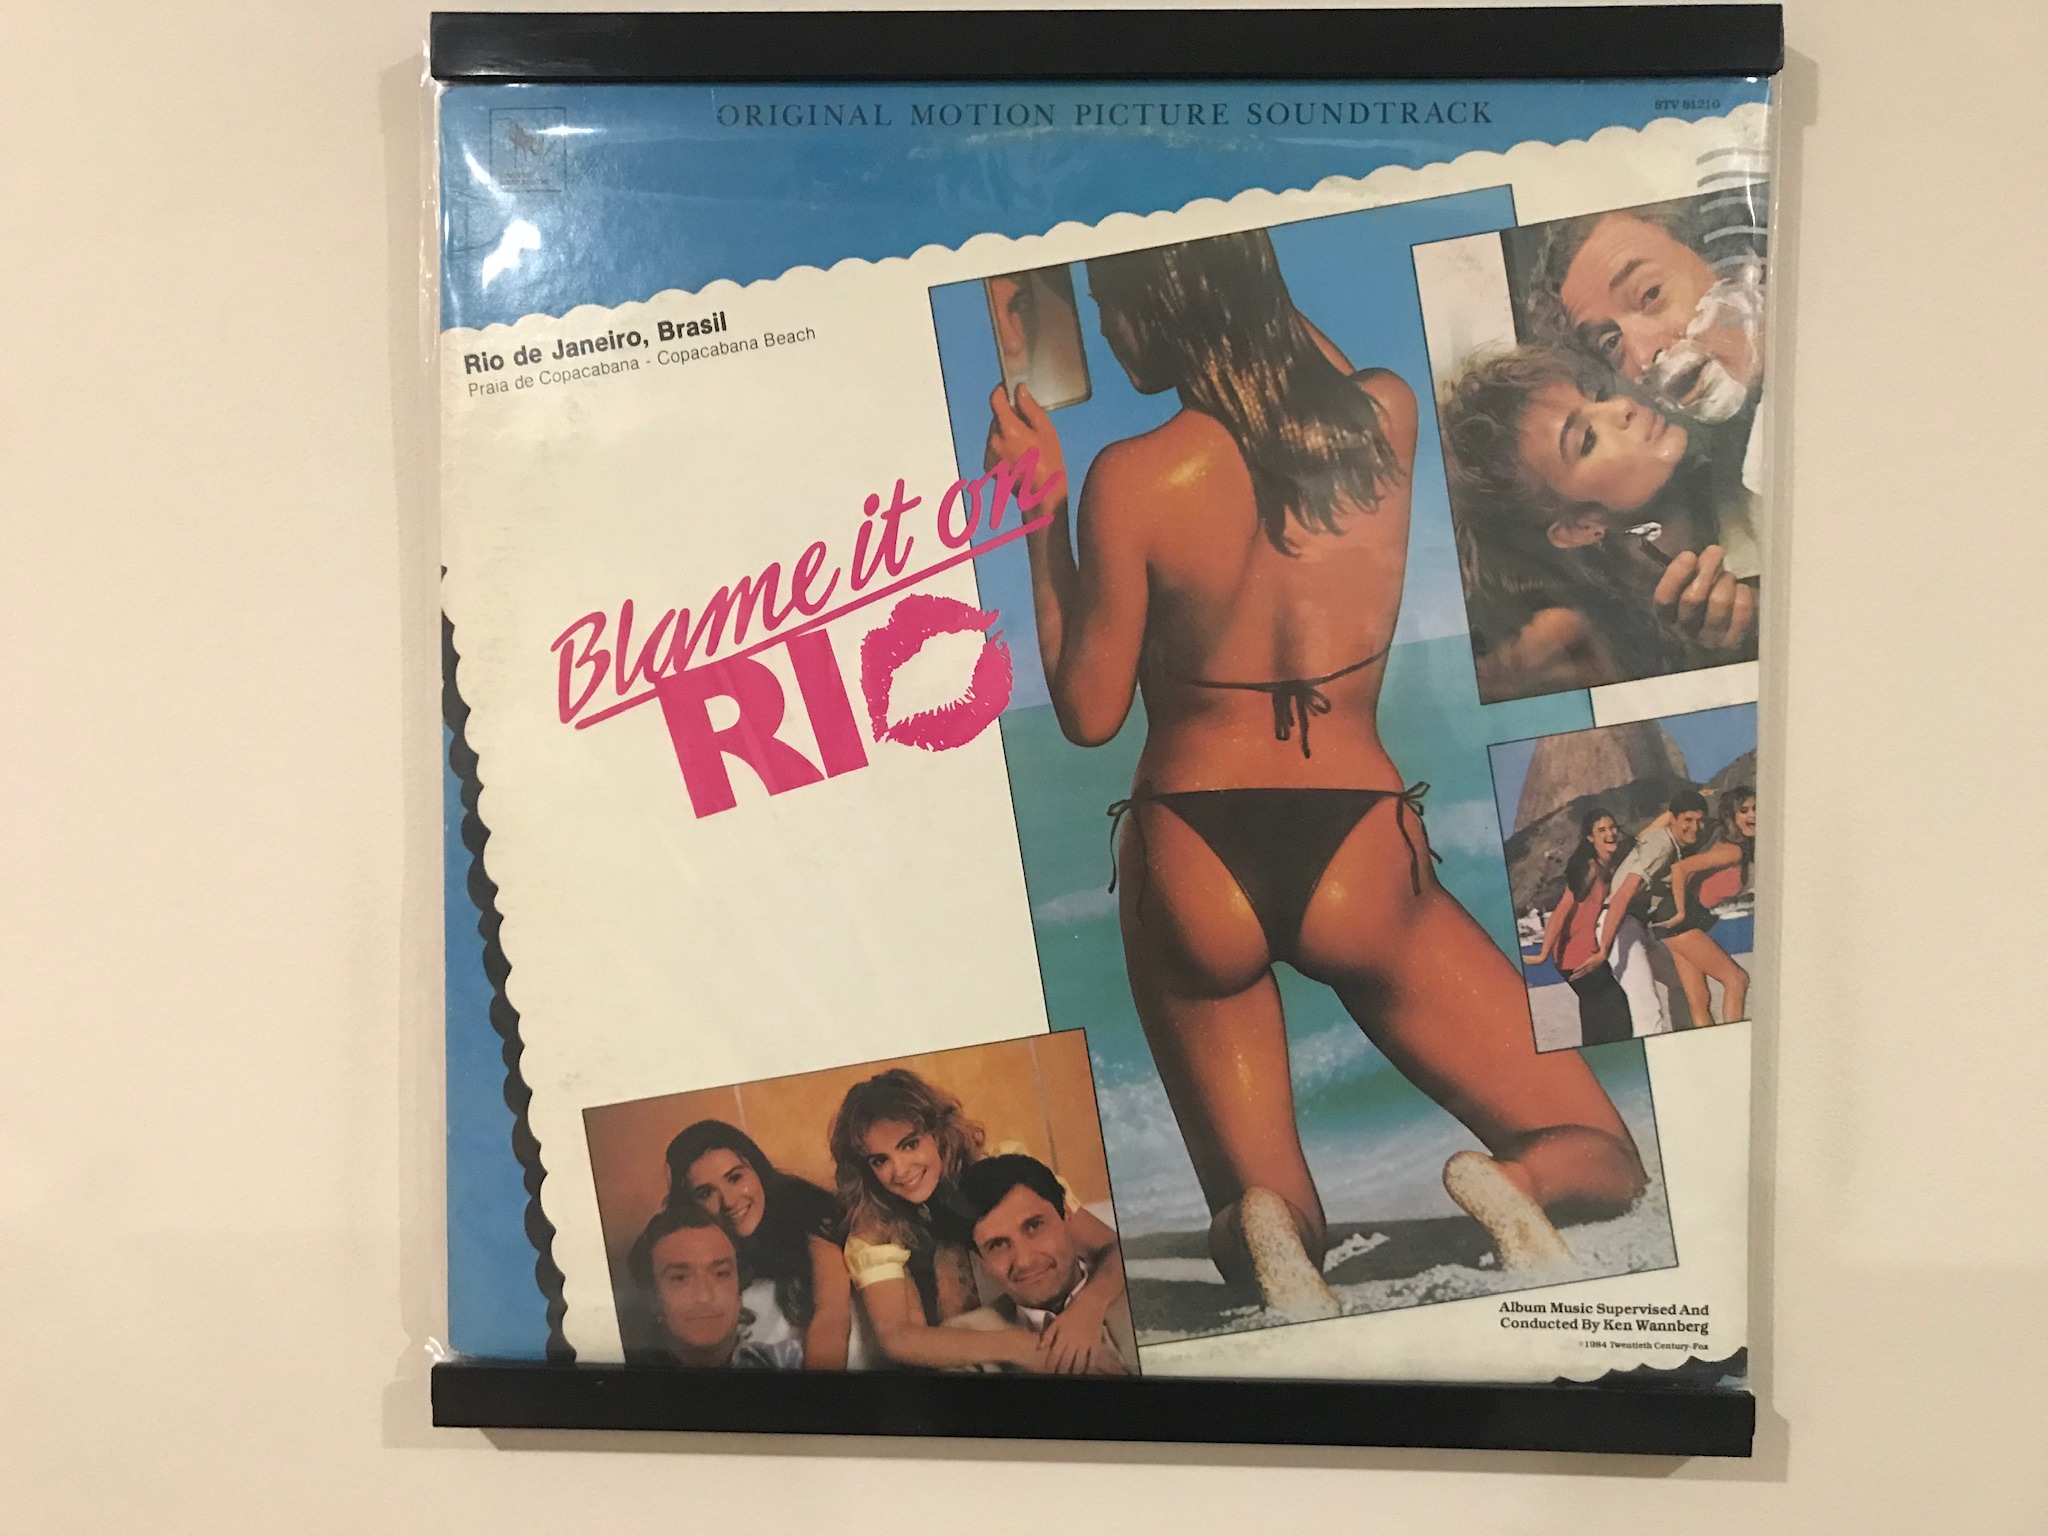 ORIGINAL MOTION PICTURE SOUNDTRACK
STV 81210
Rio de Janeiro, Brasil
Praia de Copacabana - Copacabana Beach
Blame it on
RIO
Album Music Supervised And
Conducted By Ken Wannberg
©1984 Twentieth Century-Fox